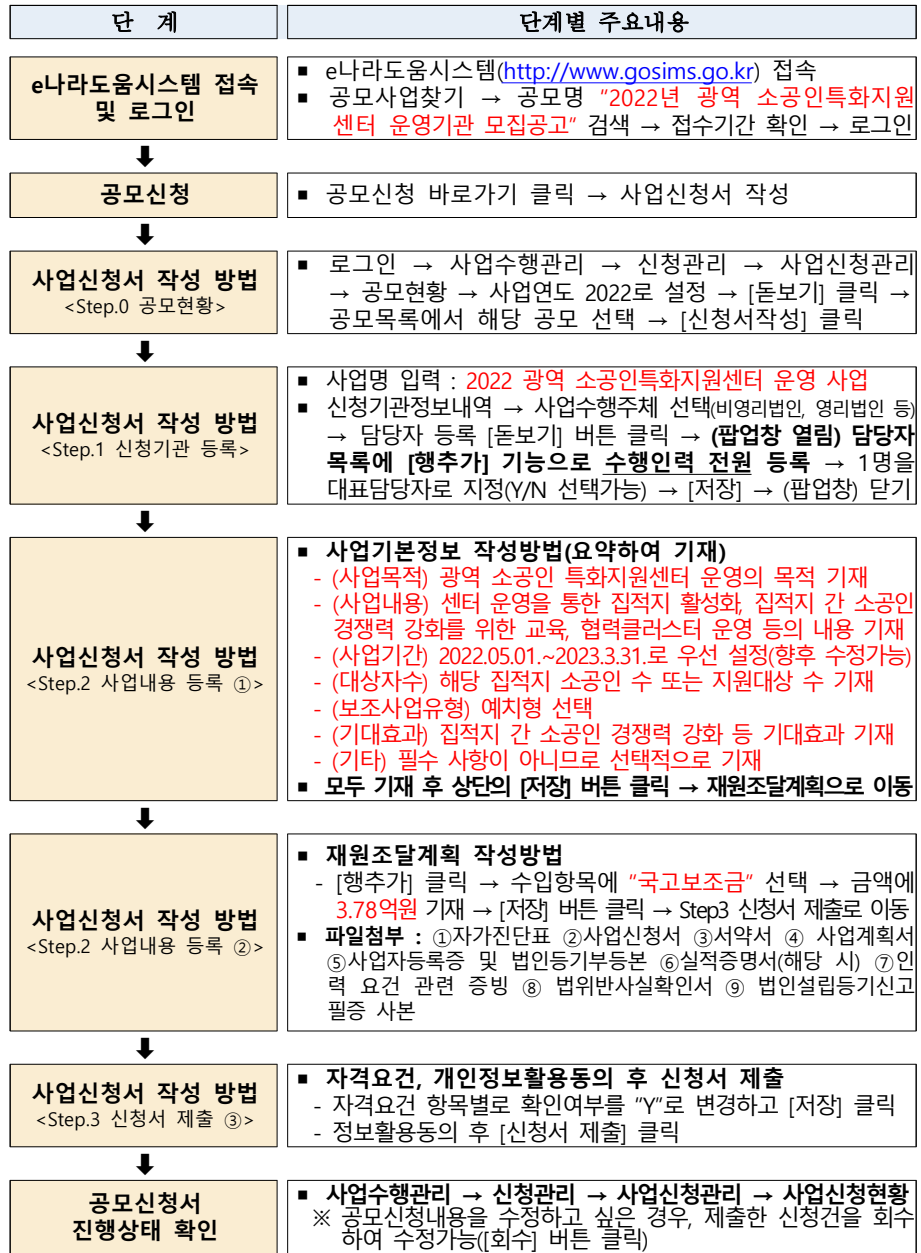 단 계
단계별 주요내용
e나라도움시스템 접속
및 로그인
▪ e나라도움시스템(http://www.gosims.go.kr) 접속
▪ 공모사업찾기 → 공모명 “2022년 광역 소공인특화지원
센터 운영기관 모집공고” 검색 → 접수기간 확인 → 로그인
공모신청
▪ 공모신청 바로가기 클릭 → 사업신청서 작성
사업신청서 작성 방법
<Step.0 공모현황>
▪ 로그인 → 사업수행관리 → 신청관리 → 사업신청관리
→ 공모현황 → 사업연도 2022로 설정 → [돋보기] 클릭 →
공모목록에서 해당 공모 선택 → [신청서작성] 클릭
사업신청서 작성 방법
<Step.1 신청기관 등록>
▪ 사업명 입력 : 2022 광역 소공인특화지원센터 운영 사업
▪ 신청기관정보내역 → 사업수행주체 선택(비영리법인, 영리법인 등)
→ 담당자 등록 [돋보기] 버튼 클릭 → (팝업창 열림) 담당자
목록에 [행추가] 기능으로 수행인력 전원 등록 → 1명을
대표담당자로 지정(Y/N 선택가능) → [저장] → (팝업창) 닫기
사업신청서 작성 방법
<Step.2 사업내용 등록 ①>
▪ 사업기본정보 작성방법(요약하여 기재)
- (사업목적) 광역 소공인 특화지원센터 운영의 목적 기재
- (사업내용) 센터 운영을 통한 집적지 활성화, 집적지 간 소공인
경쟁력 강화를 위한 교육, 협력클러스터 운영 등의 내용 기재
- (사업기간) 2022.05.01.~2023.3.31.로 우선 설정(향후 수정가능)
- (대상자수) 해당 집적지 소공인 수 또는 지원대상 수 기재
- (보조사업유형) 예치형 선택
- (기대효과) 집적지 간 소공인 경쟁력 강화 등 기대효과 기재
- (기타) 필수 사항이 아니므로 선택적으로 기재
▪ 모두 기재 후 상단의 [저장] 버튼 클릭 → 재원조달계획으로 이동
사업신청서 작성 방법
<Step.2 사업내용 등록 ②>
▪ 재원조달계획 작성방법
- [행추가] 클릭 → 수입항목에 “국고보조금” 선택 → 금액에
3.78억원 기재 → [저장] 버튼 클릭 → Step3 신청서 제출로 이동
▪ 파일첨부 : ①자가진단표 ②사업신청서 ③서약서 ④ 사업계획서
⑤사업자등록증 및 법인등기부등본 ⑥실적증명서(해당 시) ⑦인
력 요건 관련 증빙 ⑧ 법위반사실확인서 ⑨ 법인설립등기신고
필증 사본
사업신청서 작성 방법
<Step.3 신청서 제출 ③>
▪ 자격요건, 개인정보활용동의 후 신청서 제출
- 자격요건 항목별로 확인여부를 “Y”로 변경하고 [저장] 클릭
- 정보활용동의 후 [신청서 제출] 클릭
공모신청서
진행상태 확인
▪ 사업수행관리 → 신청관리 → 사업신청관리 → 사업신청현황
※ 공모신청내용을 수정하고 싶은 경우, 제출한 신청건을 회수
하여 수정가능([회수] 버튼 클릭)